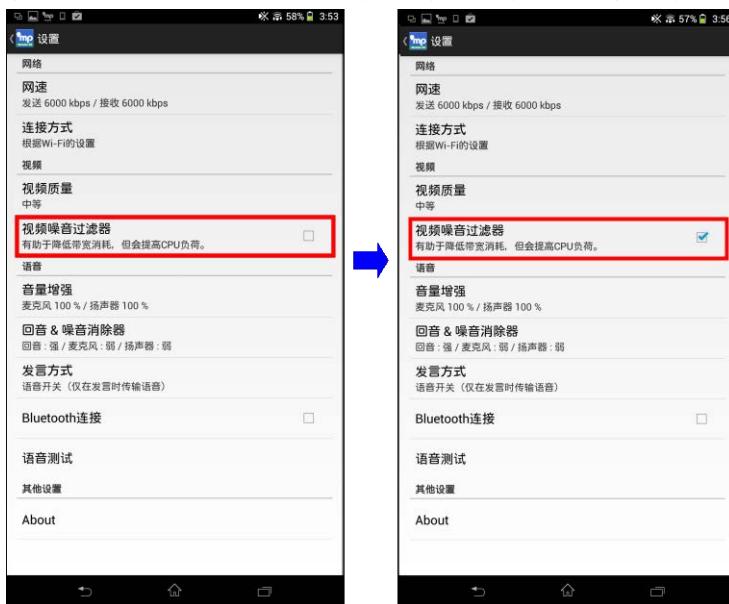 58% 3:53
mp 设置
网络
网速
发送 6000 kbps / 接收 6000 kbps
连接方式
根据Wi-Fi的设置
视频
视频质量
中等
视频噪音过滤器
有助于降低带宽消耗，但会提高CPU负荷。
语音
音量增强
麦克风 100 % / 扬声器 100 %
回音 & 噪音消除器
回音 : 强 / 麦克风 : 弱 / 扬声器 : 弱
发言方式
语音开关（仅在发言时传输语音）
Bluetooth连接
语音测试
其他设置
About
57% 3:56
mp 设置
网络
网速
发送 6000 kbps / 接收 6000 kbps
连接方式
根据Wi-Fi的设置
视频
视频质量
中等
视频噪音过滤器
有助于降低带宽消耗，但会提高CPU负荷。
语音
音量增强
麦克风 100 % / 扬声器 100 %
回音 & 噪音消除器
回音 : 强 / 麦克风 : 弱 / 扬声器 : 弱
发言方式
语音开关（仅在发言时传输语音）
Bluetooth连接
语音测试
其他设置
About